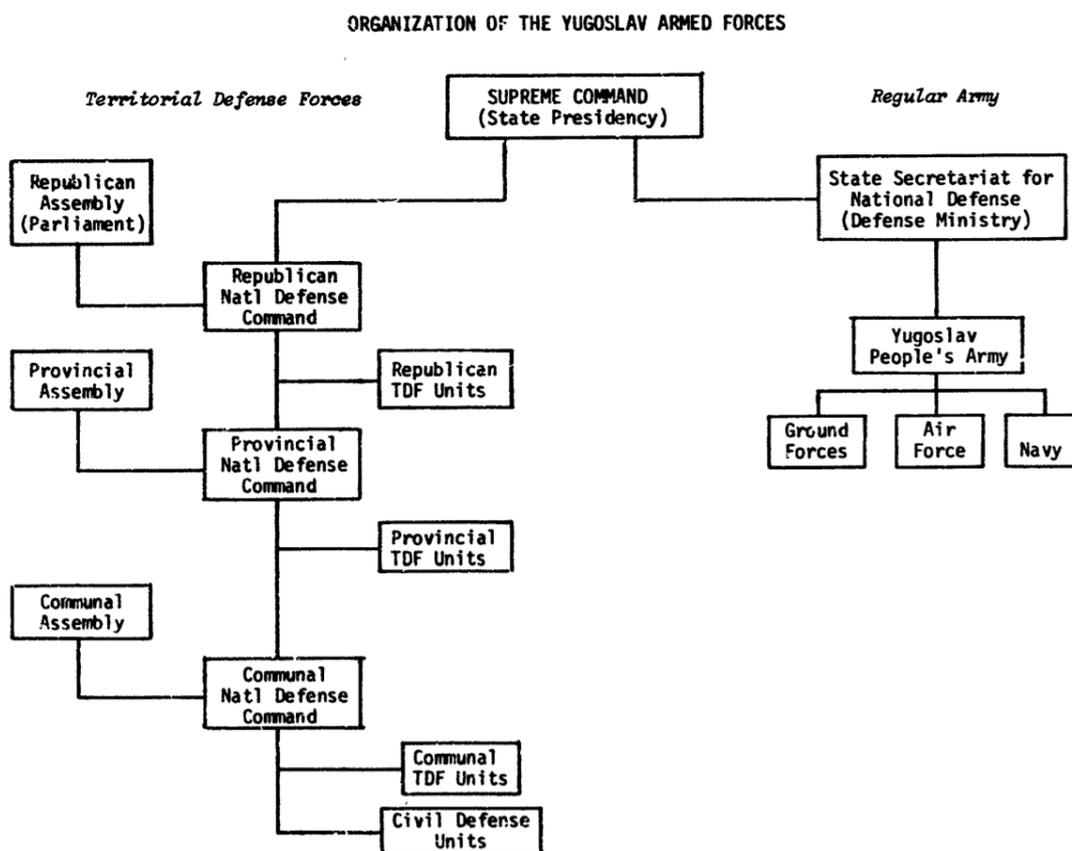 ORGANIZATION OF THE YUGOSLAV ARMED FORCES
Territorial Defense Forces
SUPREME COMMAND
(State Presidency)
Regular Army
Republican
Assembly
(Parliament)
State Secretariat for
National Defense
(Defense Ministry)
Republican
Natl Defense
Command
Yugoslav
People's Army
Provincial
Assembly
Republican
TDF Units
Ground
Forces
Air
Force
Navy
Provincial
Natl Defense
Command
Provincial
TDF Units
Communal
Assembly
Communal
Natl Defense
Command
Communal
TDF Units
Civil Defense
Units